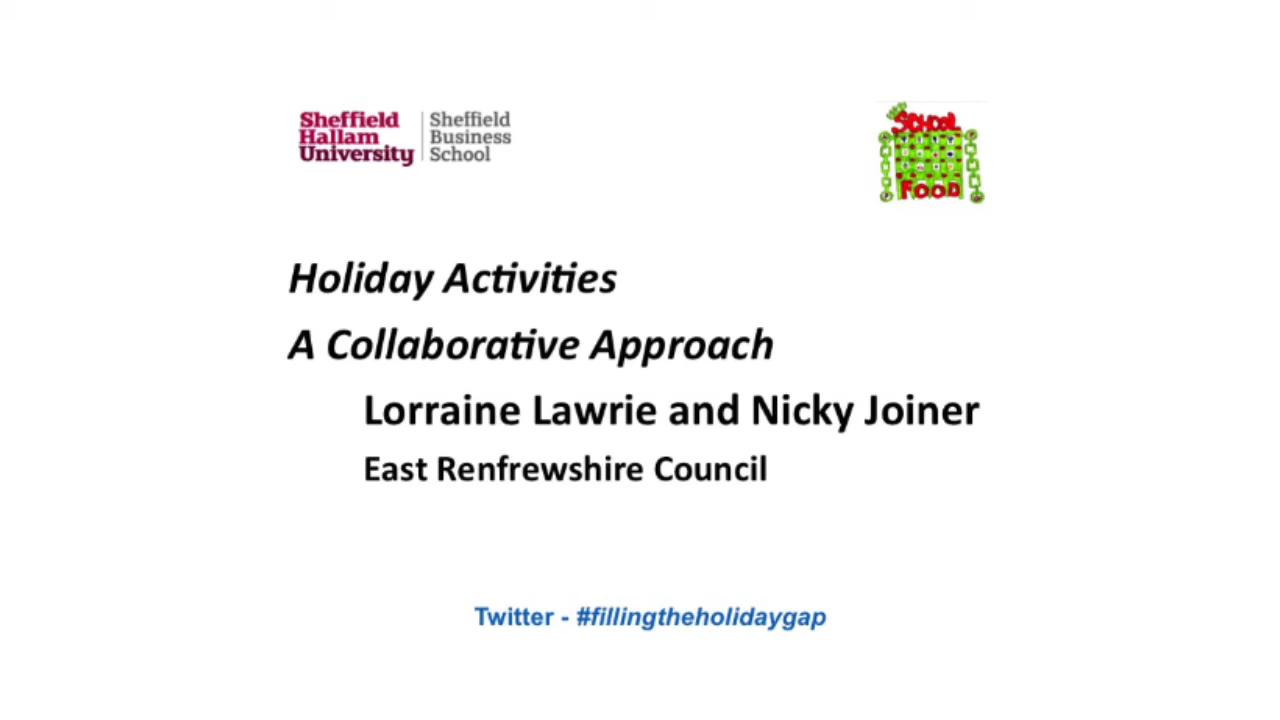 Sheffield
Hallam
University
Sheffield
Business
School
SCHOOL
FOOD
Holiday Activities
A Collaborative Approach
Lorraine Lawrie and Nicky Joiner
East Renfrewshire Council
Twitter - #fillingtheholidaygap